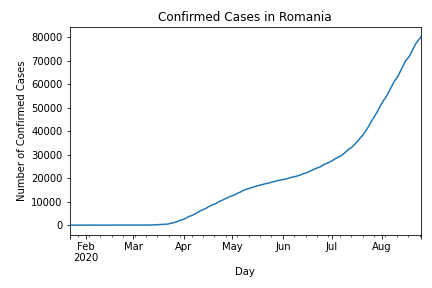 Confirmed Cases in Romania
Number of Confirmed Cases
80000
70000
60000
50000
40000
30000
20000
10000
0
Feb Mar Apr May Jun Jul Aug
2020
Day